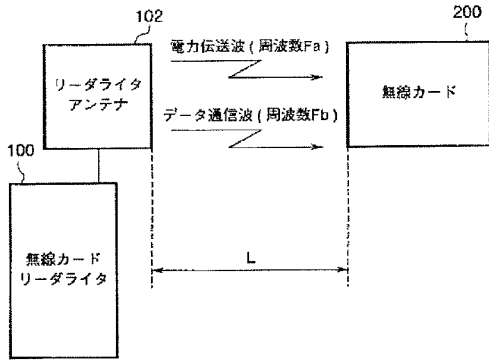 102
リーダライタ
アンテナ
電力伝送波 ( 周波数Fa )
データ通信波 ( 周波数Fb )
200
無線カード
100
無線カード
リーダライタ
L